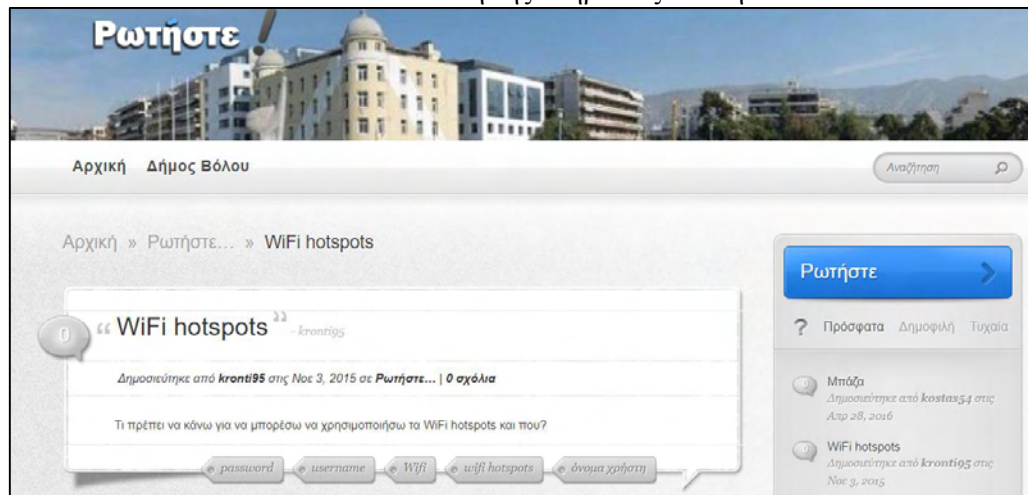 Ρωτήστε
Αρχική Δήμος Βόλου
Αναζήτηση
Αρχική » Ρωτήστε... » WiFi hotspots
0
“ WiFi hotspots ” - kronti95
Δημοσιεύτηκε από kronti95 στις Νοε 3, 2015 σε Ρωτήστε... | 0 σχόλια
Τι πρέπει να κάνω για να μπορέσω να χρησιμοποιήσω τα WiFi hotspots και που?
password username Wifi wifi hotspots όνομα χρήστη
Ρωτήστε
? Πρόσφατα Δημοφιλή Τυχαία
0 Μπάζα
Δημοσιεύτηκε από kostas54 στις
Απρ 28, 2016
0 WiFi hotspots
Δημοσιεύτηκε από kronti95 στις
Νοε 3, 2015